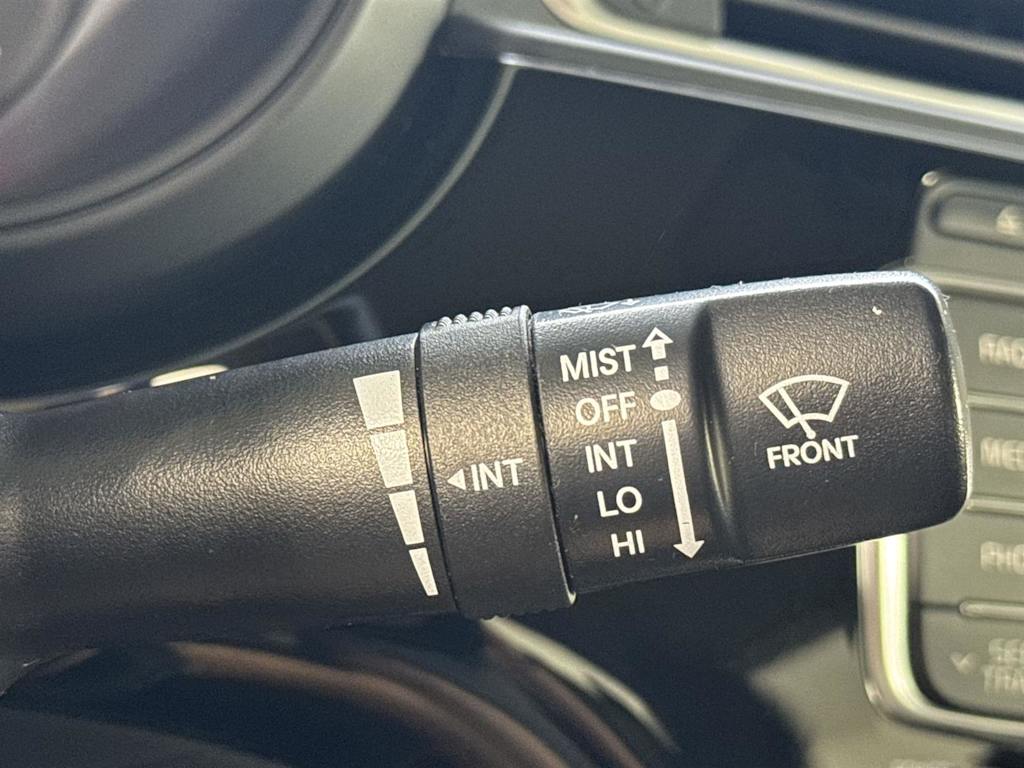 MIST
OFF
INT
LO
HI
INT
FRONT